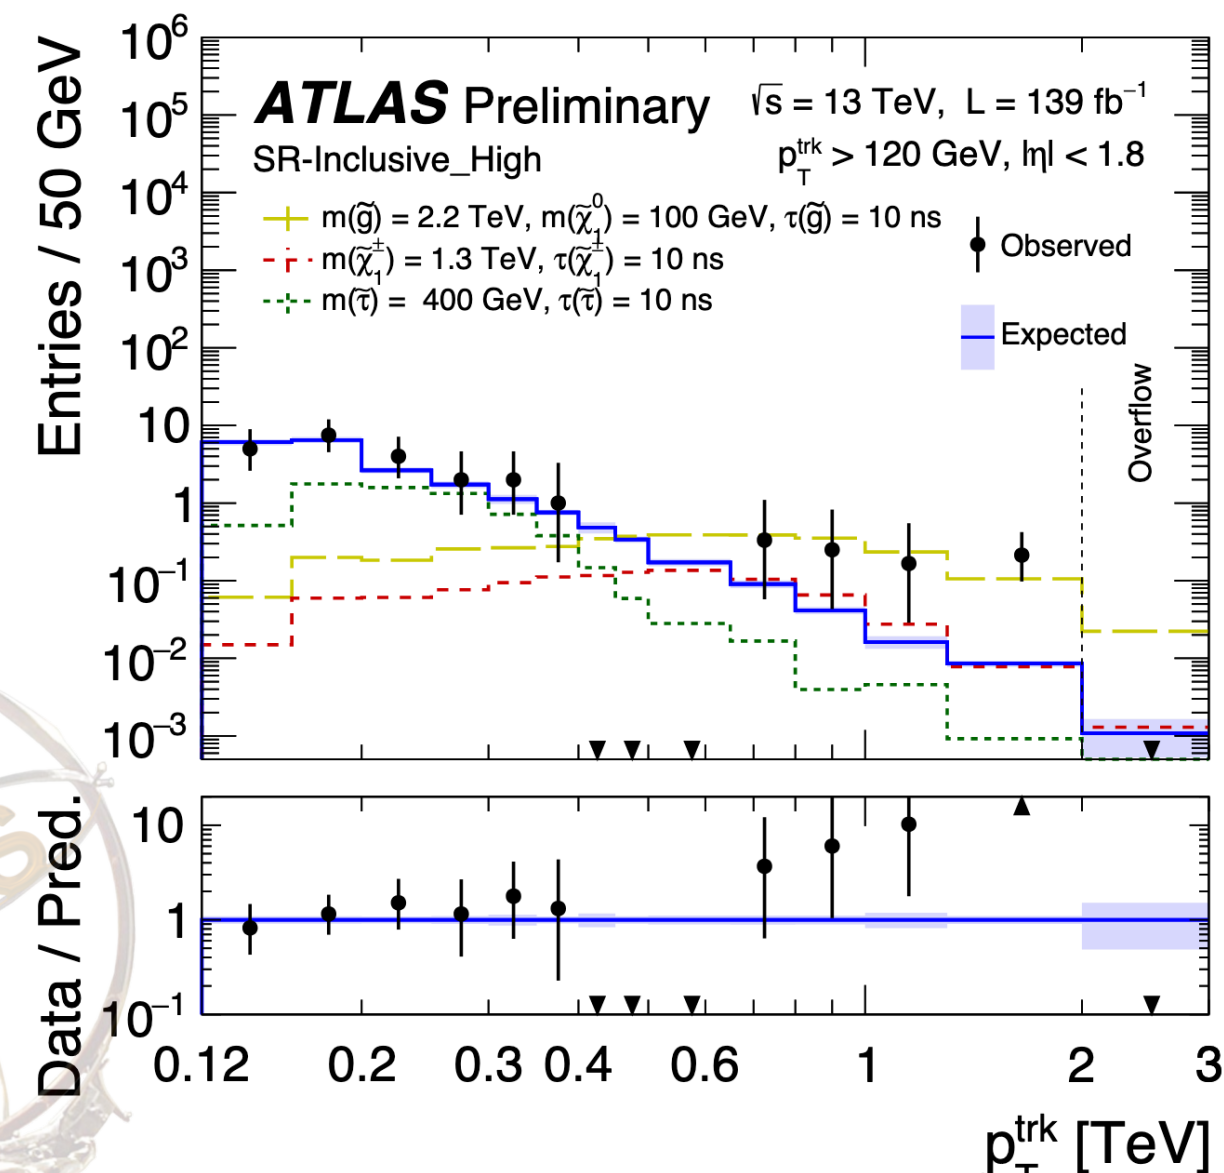 10⁶
10⁵
10⁴
10³
10²
10
1
10⁻¹
10⁻²
10⁻³
Entries / 50 GeV
ATLAS Preliminary
√s = 13 TeV, L = 139 fb⁻¹
SR-Inclusive_High
p_T^trk > 120 GeV, |η| < 1.8
m(g̃) = 2.2 TeV, m(χ̃₁⁰) = 100 GeV, τ(g̃) = 10 ns
m(χ̃₁±) = 1.3 TeV, τ(χ̃₁±) = 10 ns
m(τ̃) = 400 GeV, τ(τ̃) = 10 ns
Observed
Expected
Overflow
Data / Pred.
10
1
10⁻¹
0.12 0.2 0.3 0.4 0.6 1 2 3
p_T^trk [TeV]